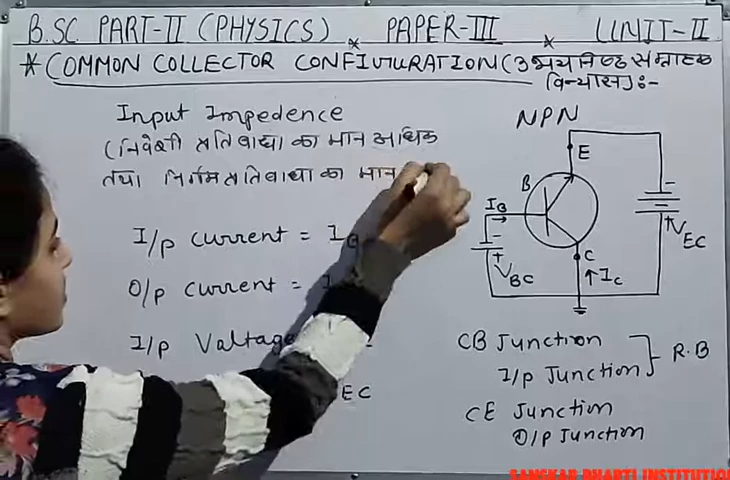 B.SC PART-II (PHYSICS) * PAPER-III * UNIT-II
* COMMON COLLECTOR CONFIGURATION (उभयनिष्ठ संग्राहक
विन्यास) :-
Input Impedence
(निवेशी प्रतिबाधा का मान अधिक
तथा निर्गम प्रतिबाधा का मान
I/p current = I
O/p current =
I/p Valtage
EC
NPN
E
B
IB
-
+
VBC
C
↑ IC
-
+
VEC
CB Junction
I/p Junction
R.B
CE Junction
O/p Junction
SANSKAR BHARTI INSTITUTION